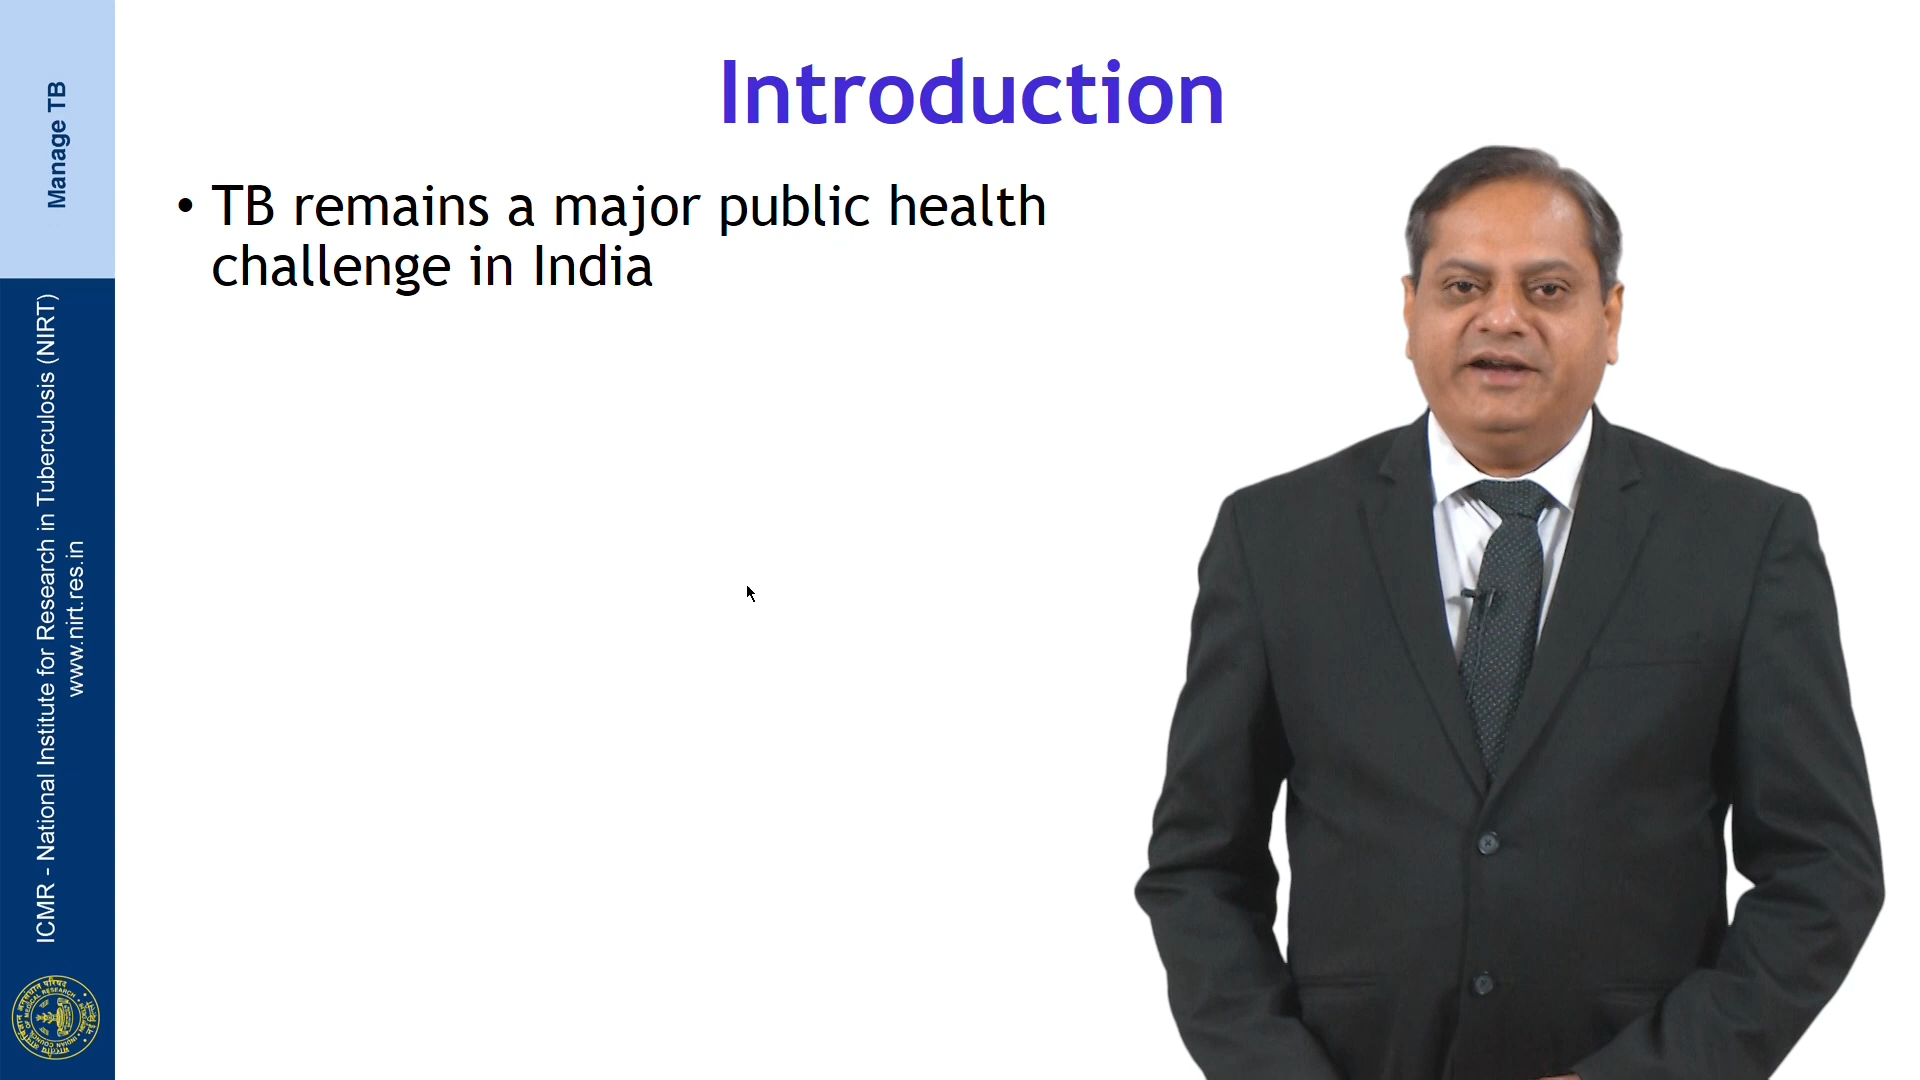 Introduction
• TB remains a major public health
challenge in India
Manage TB
ICMR - National Institute for Research in Tuberculosis (NIRT)
www.nirt.res.in